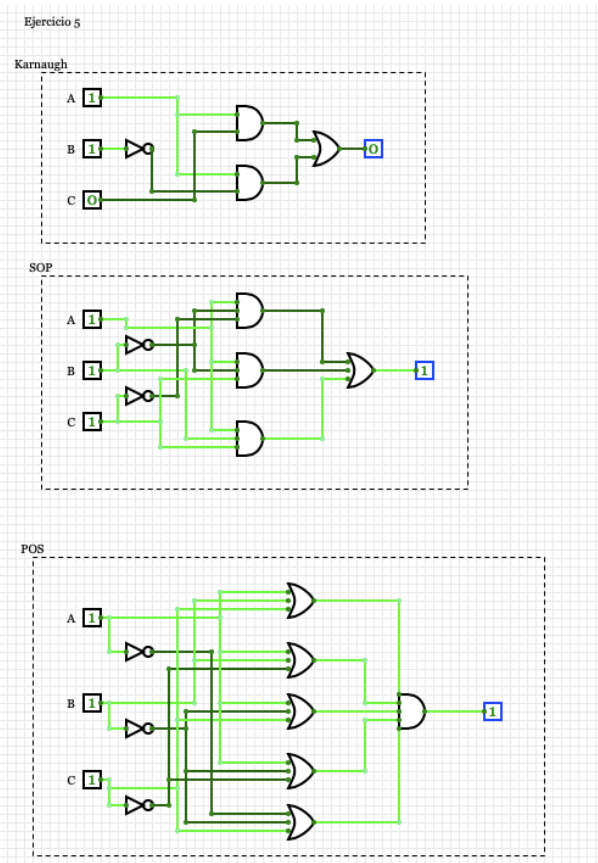 Ejercicio 5
Karnaugh
A 1
B 1 0
C 0
SOP
A 1
B 1 1
C 1
POS
A 1
B 1 1
C 1